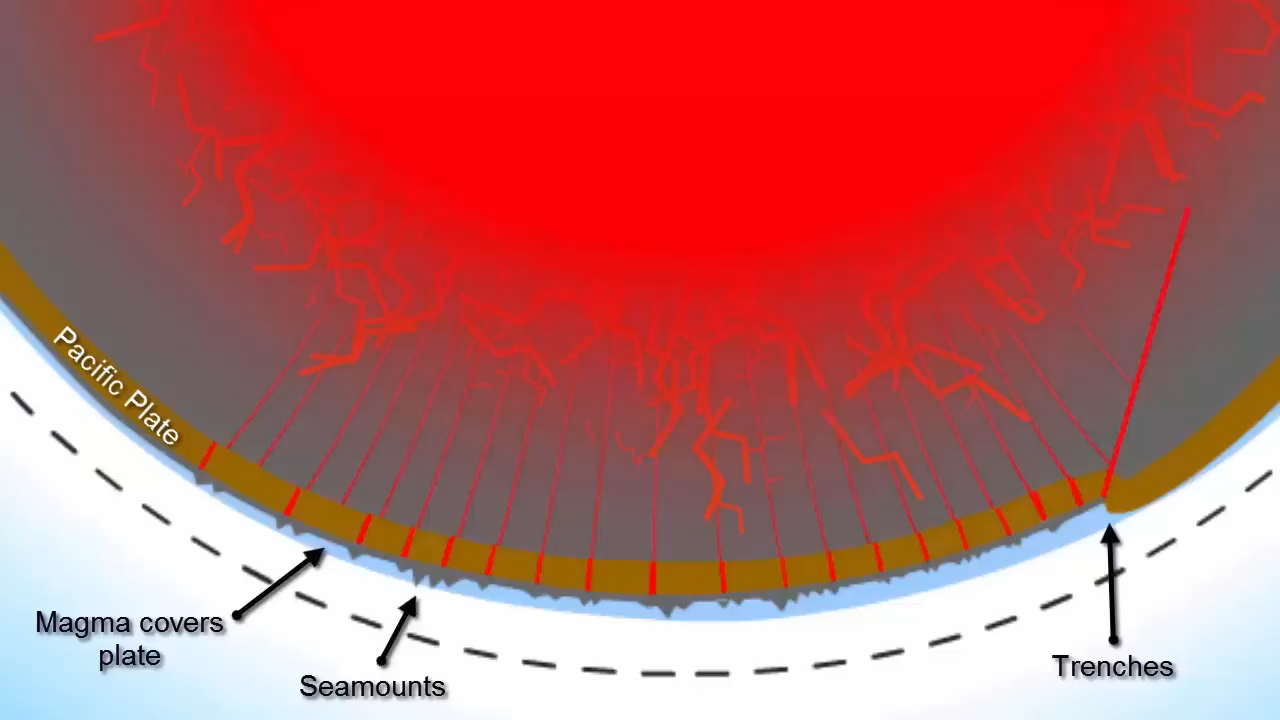 Pacific Plate
Magma covers
plate
Seamounts
Trenches